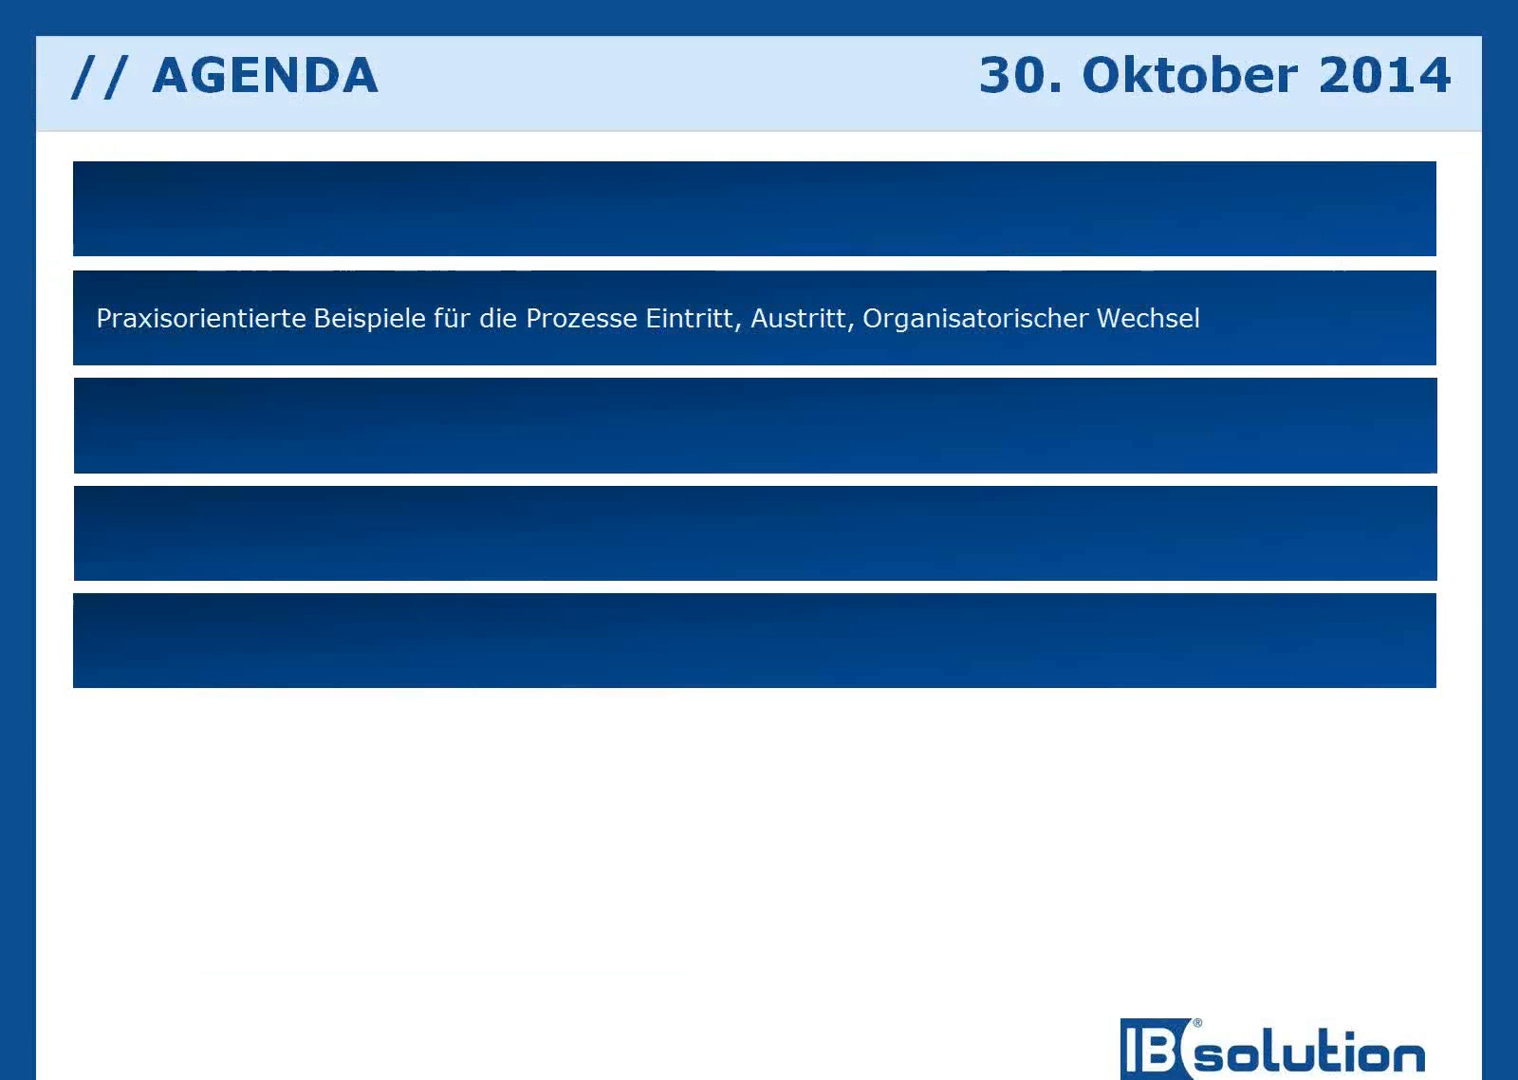 // AGENDA
30. Oktober 2014
Praxisorientierte Beispiele für die Prozesse Eintritt, Austritt, Organisatorischer Wechsel
IBsolution®